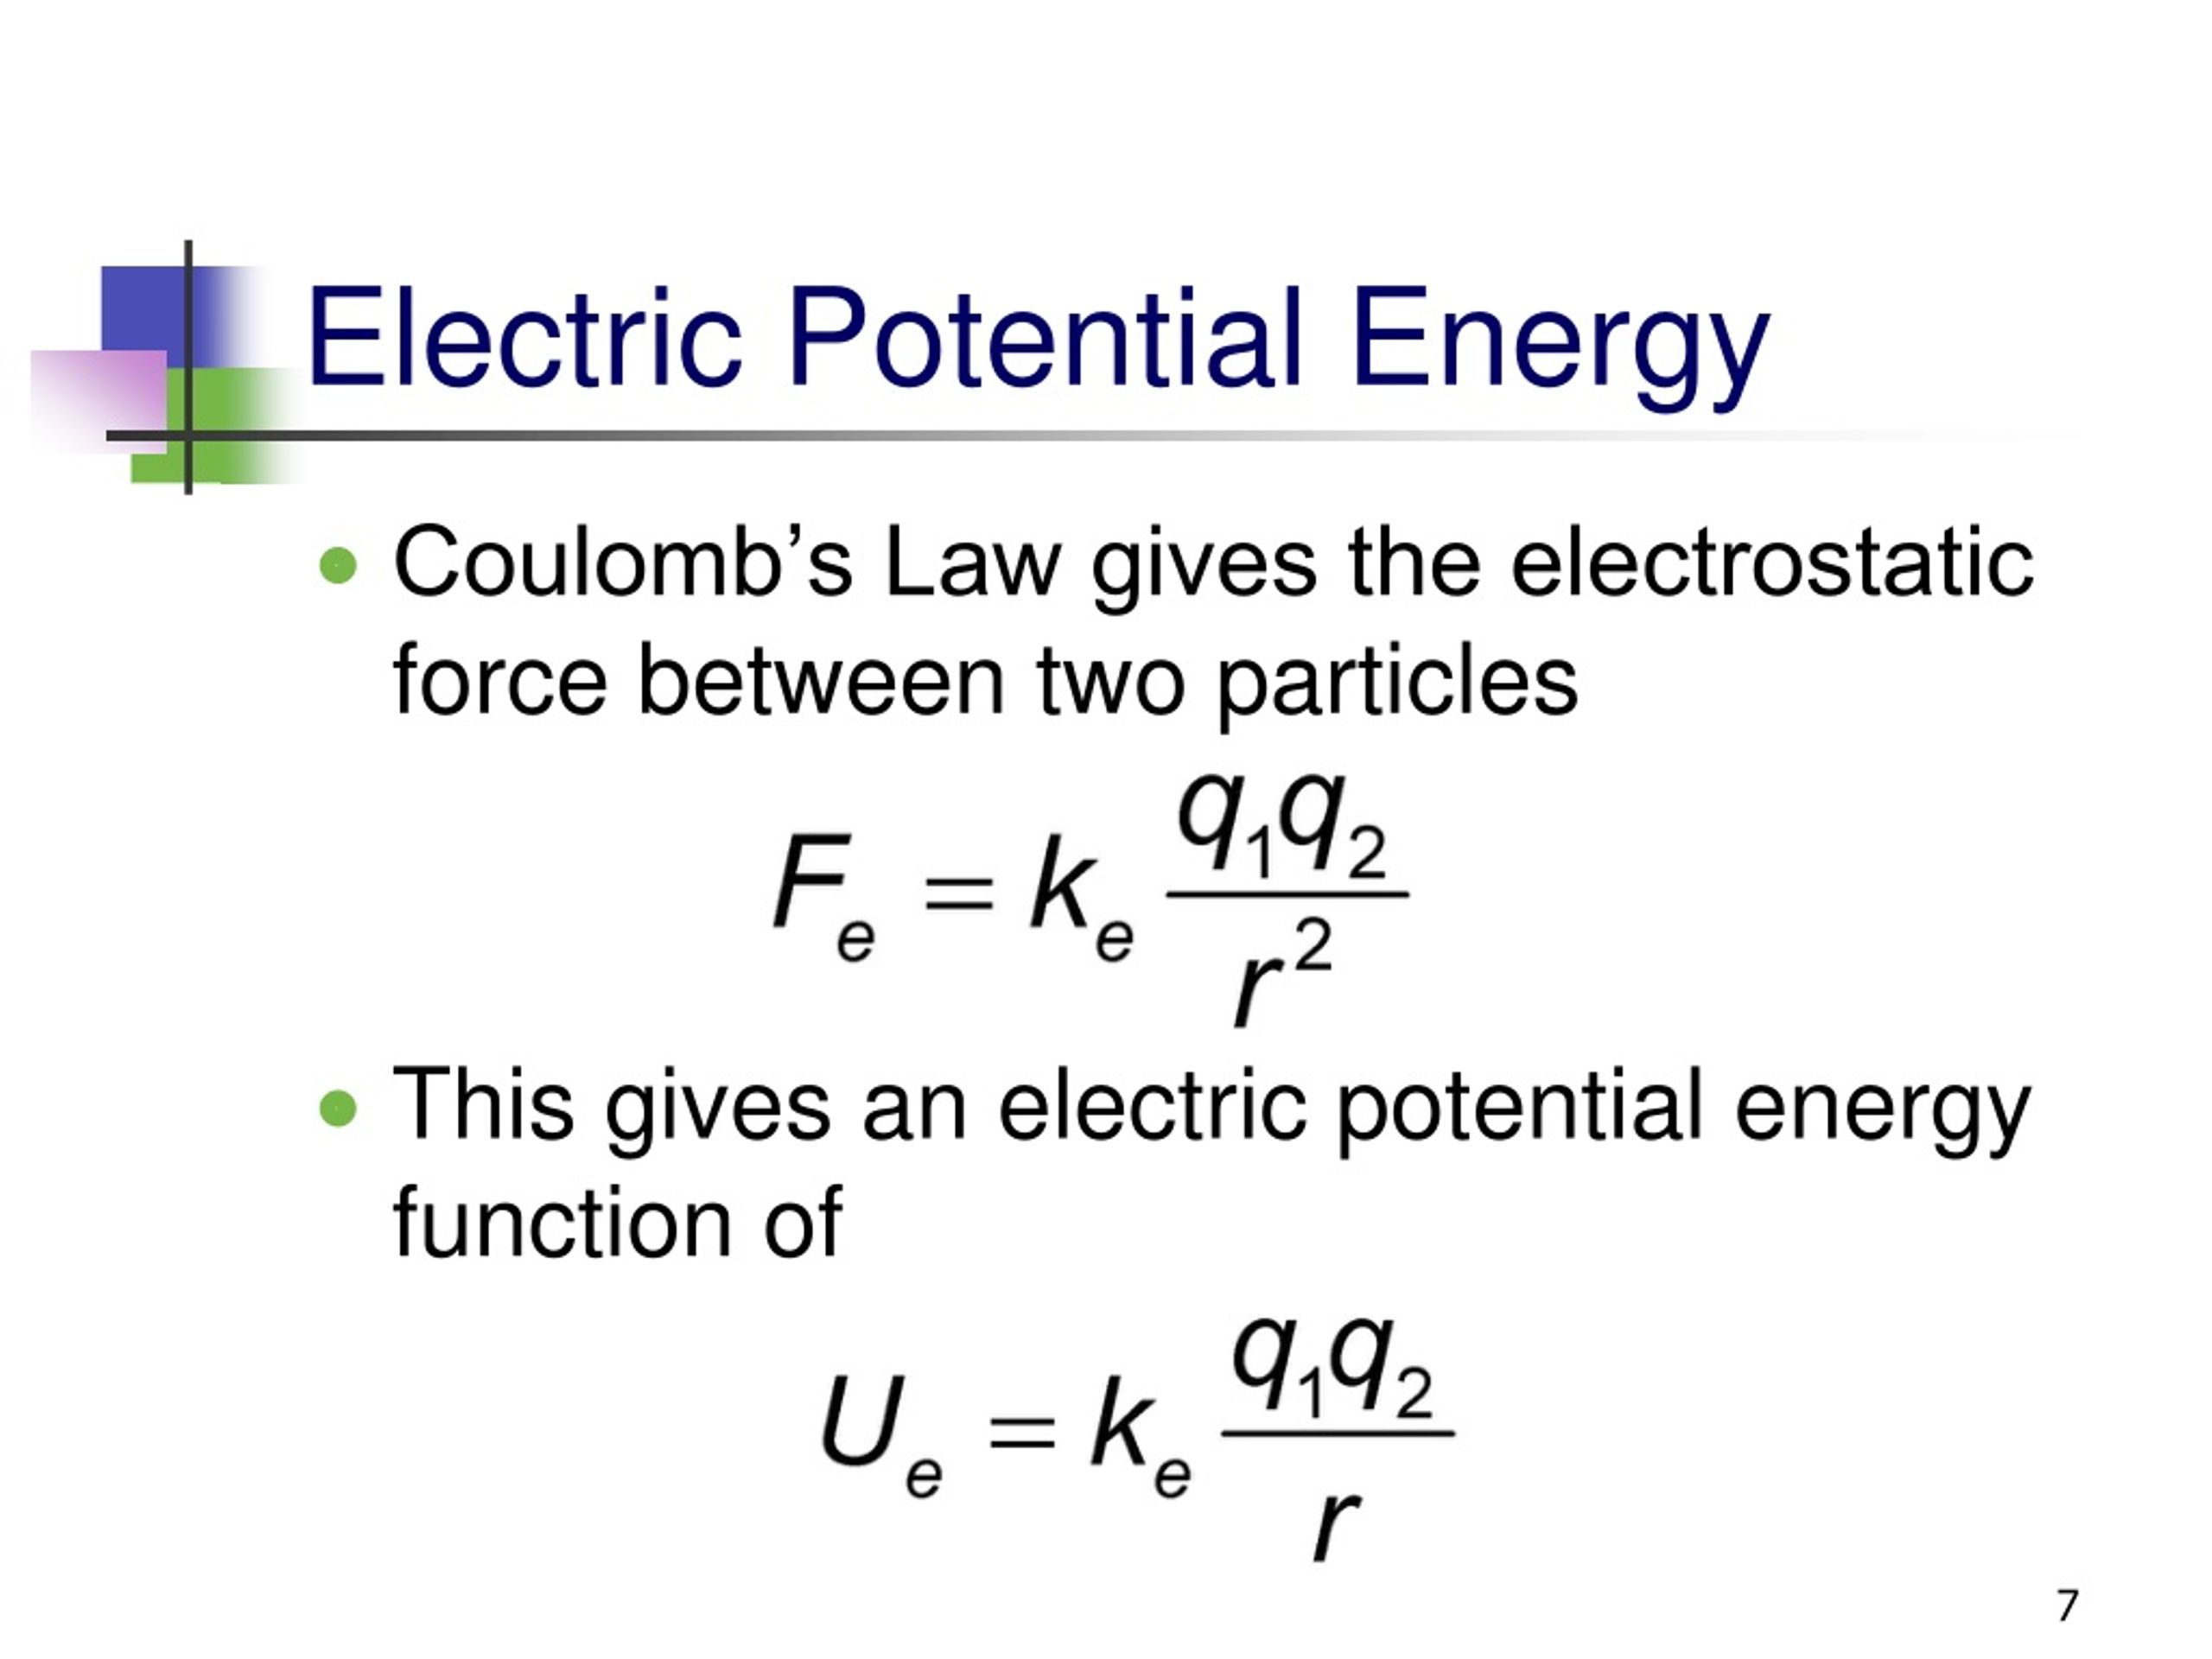 Electric Potential Energy
Coulomb’s Law gives the electrostatic
force between two particles
F_e = k_e \frac{q_1 q_2}{r^2}
This gives an electric potential energy
function of
U_e = k_e \frac{q_1 q_2}{r}
7